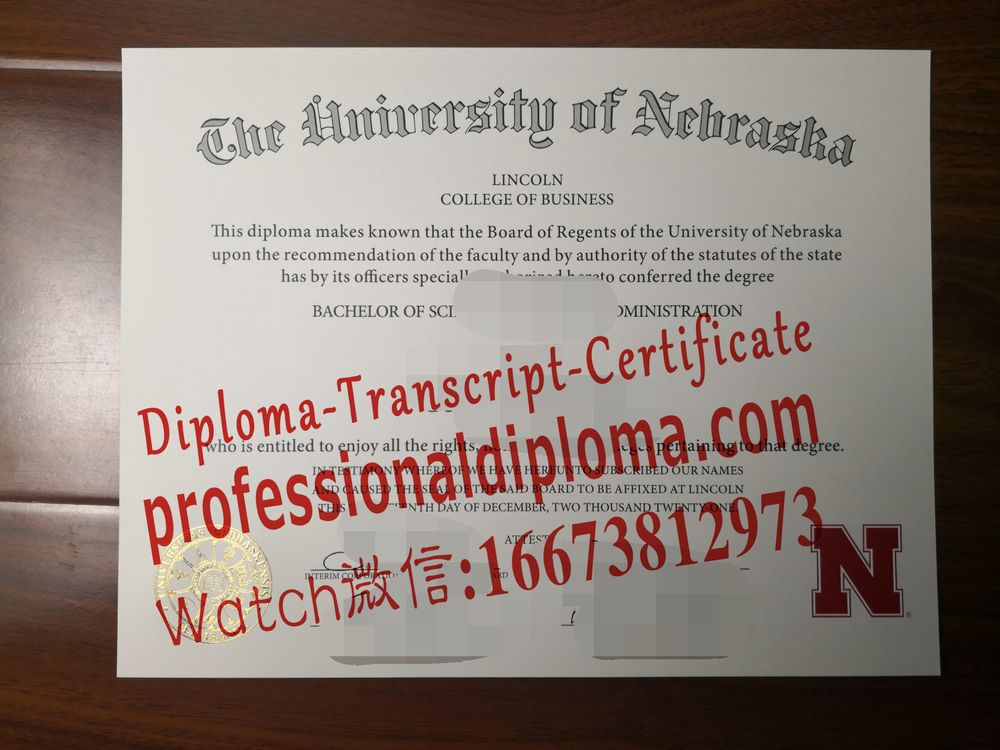 The University of Nebraska
LINCOLN
COLLEGE OF BUSINESS
This diploma makes known that the Board of Regents of the University of Nebraska
upon the recommendation of the faculty and by authority of the statutes of the state
has by its officers hereto conferred the degree
BACHELOR OF
Diploma-Transcript-Certificate
who is entitled to enjoy all the rights, pertaining to that degree.
professionaldiploma.com
IN TESTIMONY WHEREOF WE HAVE HEREUNTO SUBSCRIBED OUR NAMES
AND CAUSED THE SEAL OF THE SAID BOARD TO BE AFFIXED AT LINCOLN
THIS DAY OF DECEMBER, TWO THOUSAND TWENTY-ONE.
ATTEST
Watch微信:16673812973
INTERIM
N